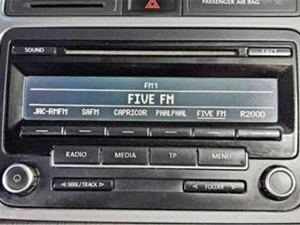 PASSENGER AIR BAG
SOUND
EJECT
FM1
FIVE FM
JAC-RMFM SAFM CAPRICOR PHALPHAL FIVE FM R2000
RADIO MEDIA TP MENU
SEEK/TRACK FOLDER